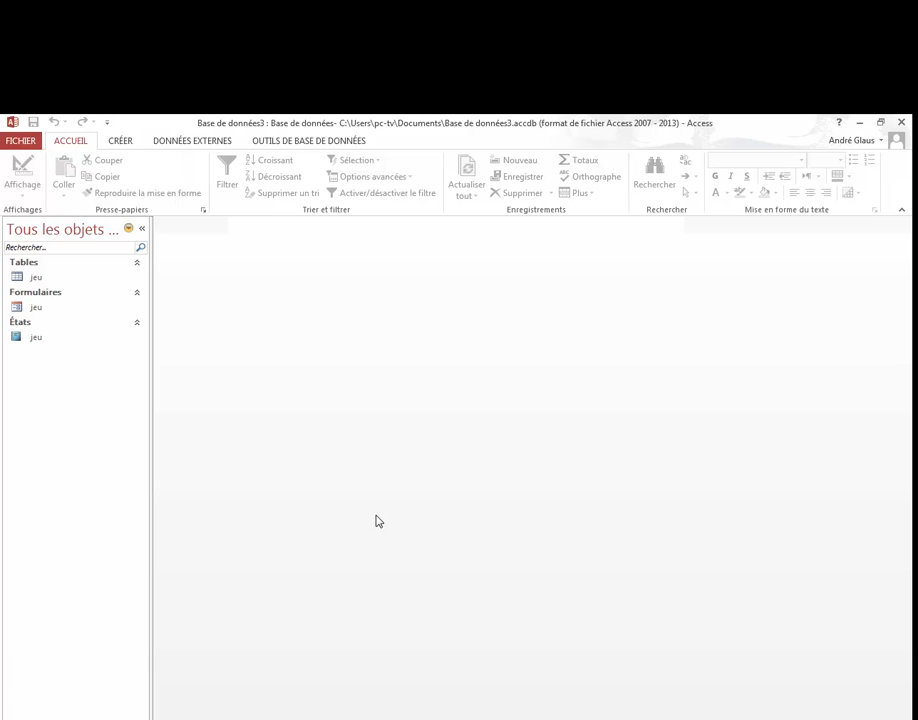 Base de données3 : Base de données- C:\Users\pc-tv\Documents\Base de données3.accdb (format de fichier Access 2007 - 2013) - Access
FICHIER ACCUEIL CRÉER DONNÉES EXTERNES OUTILS DE BASE DE DONNÉES André Glaus
Affichage
Coller
Couper
Copier
Reproduire la mise en forme
Filtrer
Croissant
Décroissant
Supprimer un tri
Sélection
Options avancées
Activer/désactiver le filtre
Actualiser
tout
Nouveau
Enregistrer
Supprimer
Totaux
Orthographe
Plus
Rechercher
G I S
A
Affichages Presse-papiers Trier et filtrer Enregistrements Rechercher Mise en forme du texte
Tous les objets ...
Rechercher...
Tables
jeu
Formulaires
jeu
États
jeu